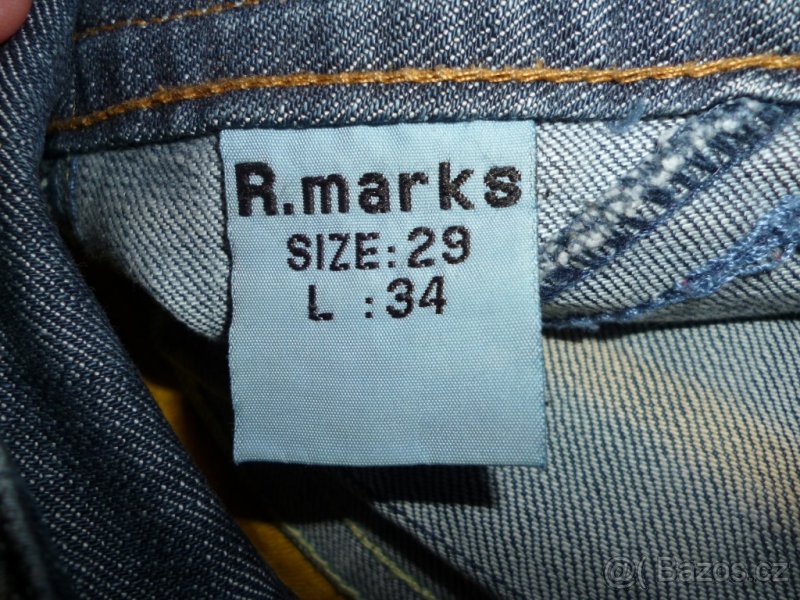 R.marks
SIZE:29
L :34
@( Bazos.cz